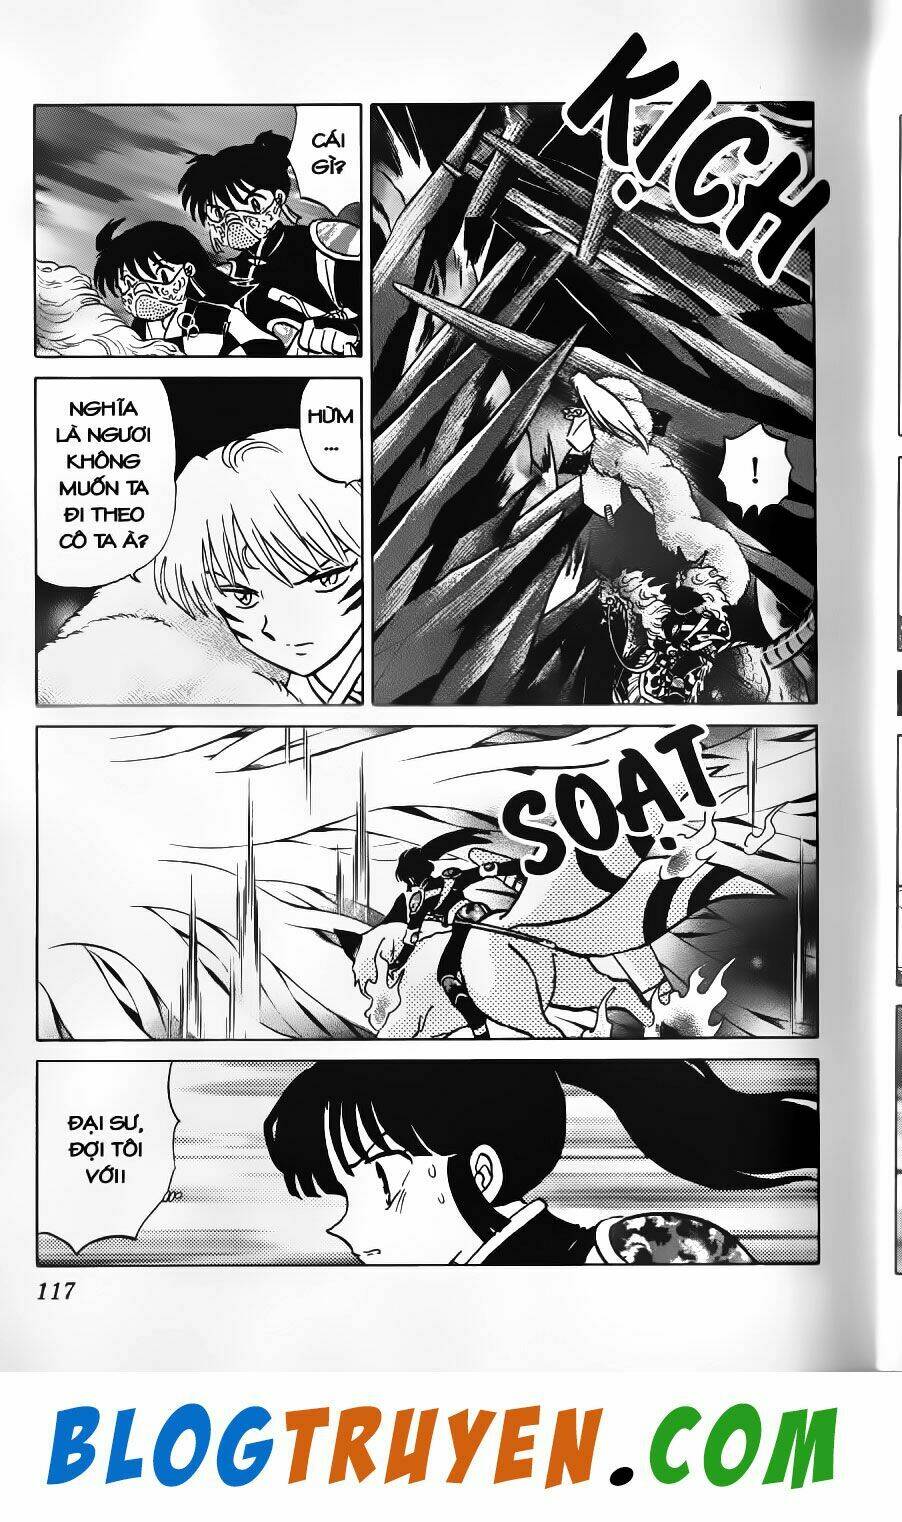 KỊCH
!
CÁI
GÌ?
HỪM
...
NGHĨA
LÀ NGƯƠI
KHÔNG
MUỐN TA
ĐI THEO
CÔ TA À?
SOẠT
ĐẠI SƯ,
ĐỢI TÔI
VỚI!
117
BLOGTRUYEN.COM